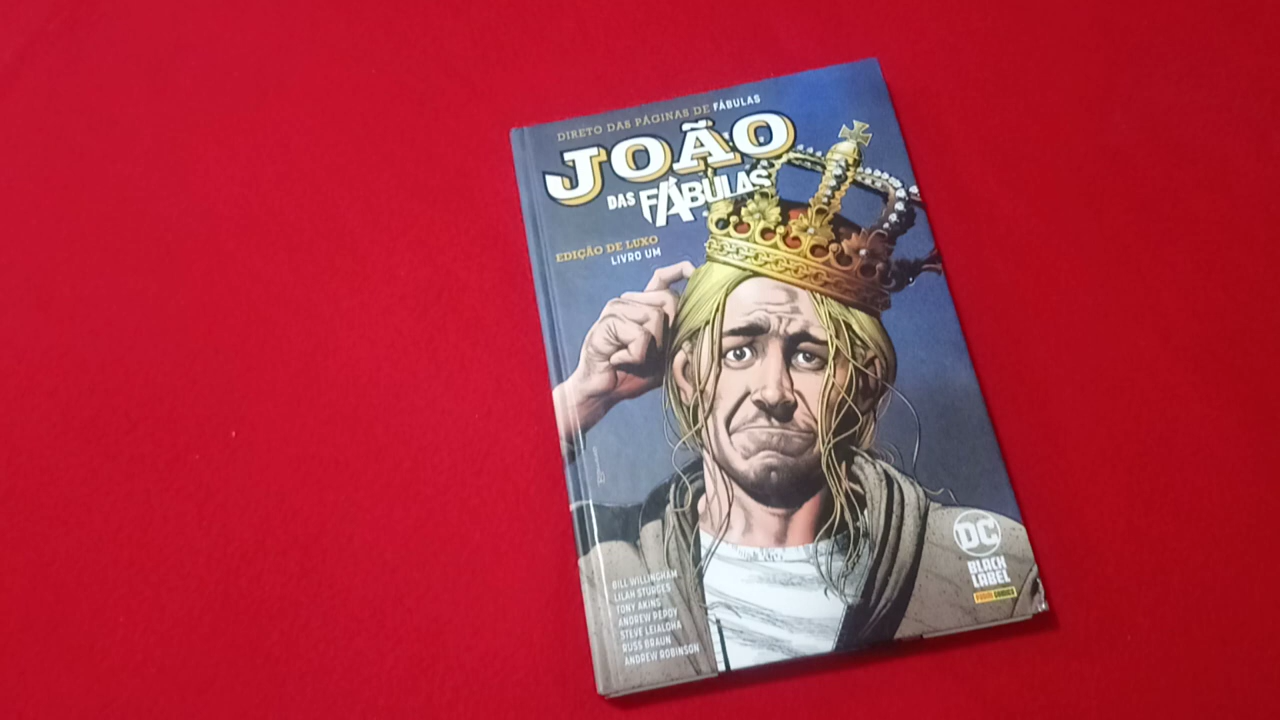 DIRETO DAS PÁGINAS DE FÁBULAS
JOÃO
DAS FÁBULAS
EDIÇÃO DE LUXO
LIVRO UM
BILL WILLINGHAM
LILAH STURGES
TONY AKINS
ANDREW PEPOY
STEVE LEIALOHA
RUSS BRAUN
ANDREW ROBINSON
DC
BLACK
LABEL
PANINI COMICS